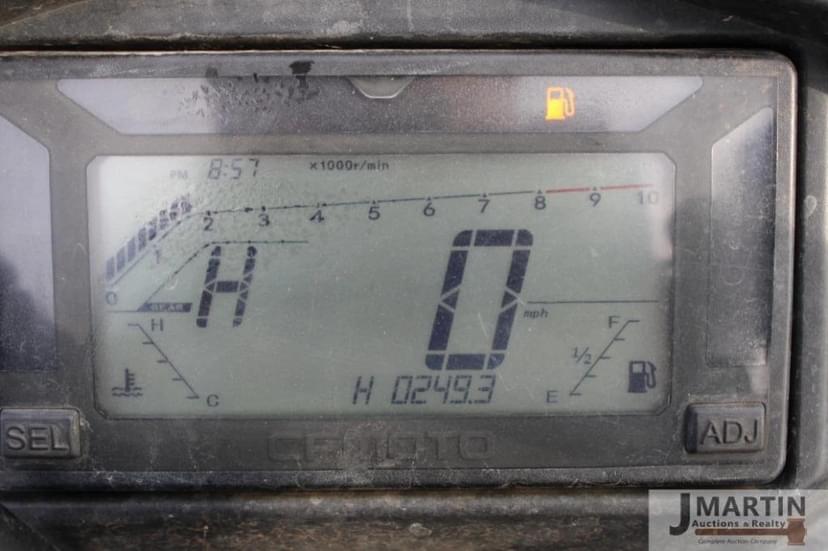 PM 8:57 ×1000r/min
0 1 2 3 4 5 6 7 8 9 10
GEAR H 0 mph
H F
1/2
C E
H 0249.3
SEL ADJ
CFMOTO
J MARTIN
Auctions & Realty
Complete Auction Company